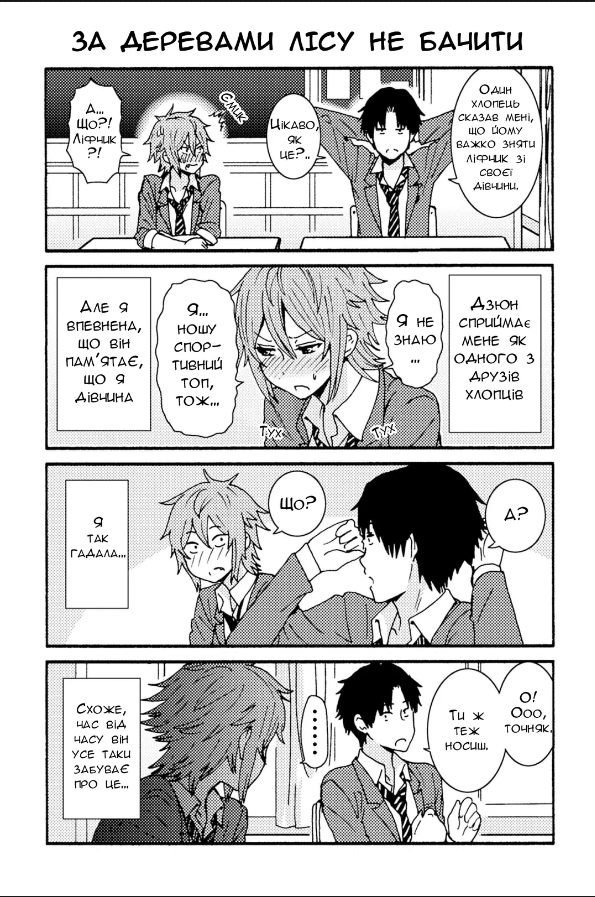 ЗА ДЕРЕВАМИ ЛІСУ НЕ БАЧИТИ
Один
хлопець
сказав мені,
що йому
важко зняти
ліфчик зі
своєї
дівчини.
Цікаво,
як
це?..
Смик
А...
Що?!
Ліфчик
?!
Дзюн
сприймає
мене як
одного з
друзів
хлопців
Я не
знаю
...
Я...
ношу
спор-
тивний
топ,
тож...
Але я
впевнена,
що він
пам'ятає,
що я
дівчина
Тух
Тух
А?
Що?
Я
так
гадала...
О!
Ооо,
точняк.
Ти ж
теж
носиш.
Схоже,
час від
часу він
усе таки
забуває
про це...